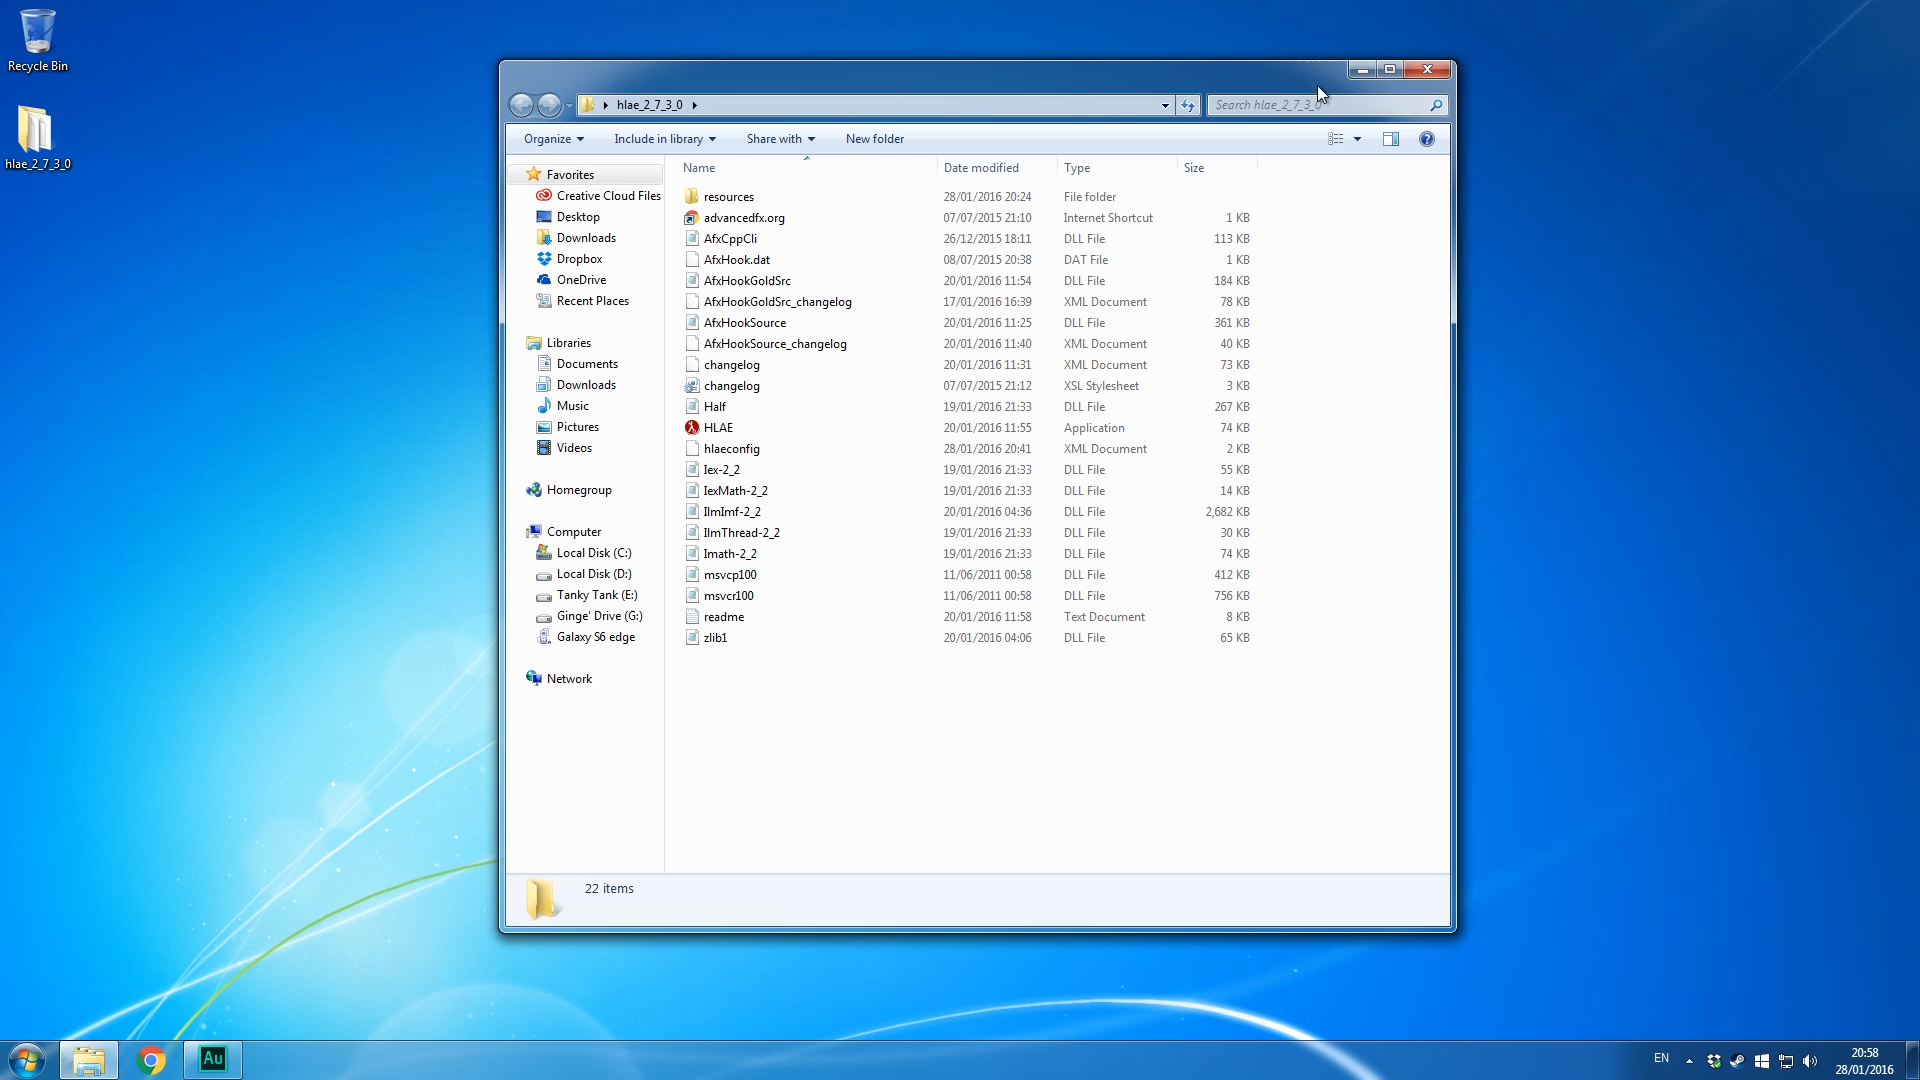 Recycle Bin
hlae_2_7_3_0
hlae_2_7_3_0
Search hlae_2_7_3_0
Organize
Include in library
Share with
New folder
Name
Date modified
Type
Size
Favorites
Creative Cloud Files
Desktop
Downloads
Dropbox
OneDrive
Recent Places
Libraries
Documents
Downloads
Music
Pictures
Videos
Homegroup
Computer
Local Disk (C:)
Local Disk (D:)
Tanky Tank (E:)
Ginge' Drive (G:)
Galaxy S6 edge
Network
resources 28/01/2016 20:24 File folder
advancedfx.org 07/07/2015 21:10 Internet Shortcut 1 KB
AfxCppCli 26/12/2015 18:11 DLL File 113 KB
AfxHook.dat 08/07/2015 20:38 DAT File 1 KB
AfxHookGoldSrc 20/01/2016 11:54 DLL File 184 KB
AfxHookGoldSrc_changelog 17/01/2016 16:39 XML Document 78 KB
AfxHookSource 20/01/2016 11:25 DLL File 361 KB
AfxHookSource_changelog 20/01/2016 11:40 XML Document 40 KB
changelog 20/01/2016 11:31 XML Document 73 KB
changelog 07/07/2015 21:12 XSL Stylesheet 3 KB
Half 19/01/2016 21:33 DLL File 267 KB
HLAE 20/01/2016 11:55 Application 74 KB
hlaeconfig 28/01/2016 20:41 XML Document 2 KB
Iex-2_2 19/01/2016 21:33 DLL File 55 KB
IexMath-2_2 19/01/2016 21:33 DLL File 14 KB
IlmImf-2_2 20/01/2016 04:36 DLL File 2,682 KB
IlmThread-2_2 19/01/2016 21:33 DLL File 30 KB
Imath-2_2 19/01/2016 21:33 DLL File 74 KB
msvcp100 11/06/2011 00:58 DLL File 412 KB
msvcr100 11/06/2011 00:58 DLL File 756 KB
readme 20/01/2016 11:58 Text Document 8 KB
zlib1 20/01/2016 04:06 DLL File 65 KB
22 items
Au
EN
20:58
28/01/2016